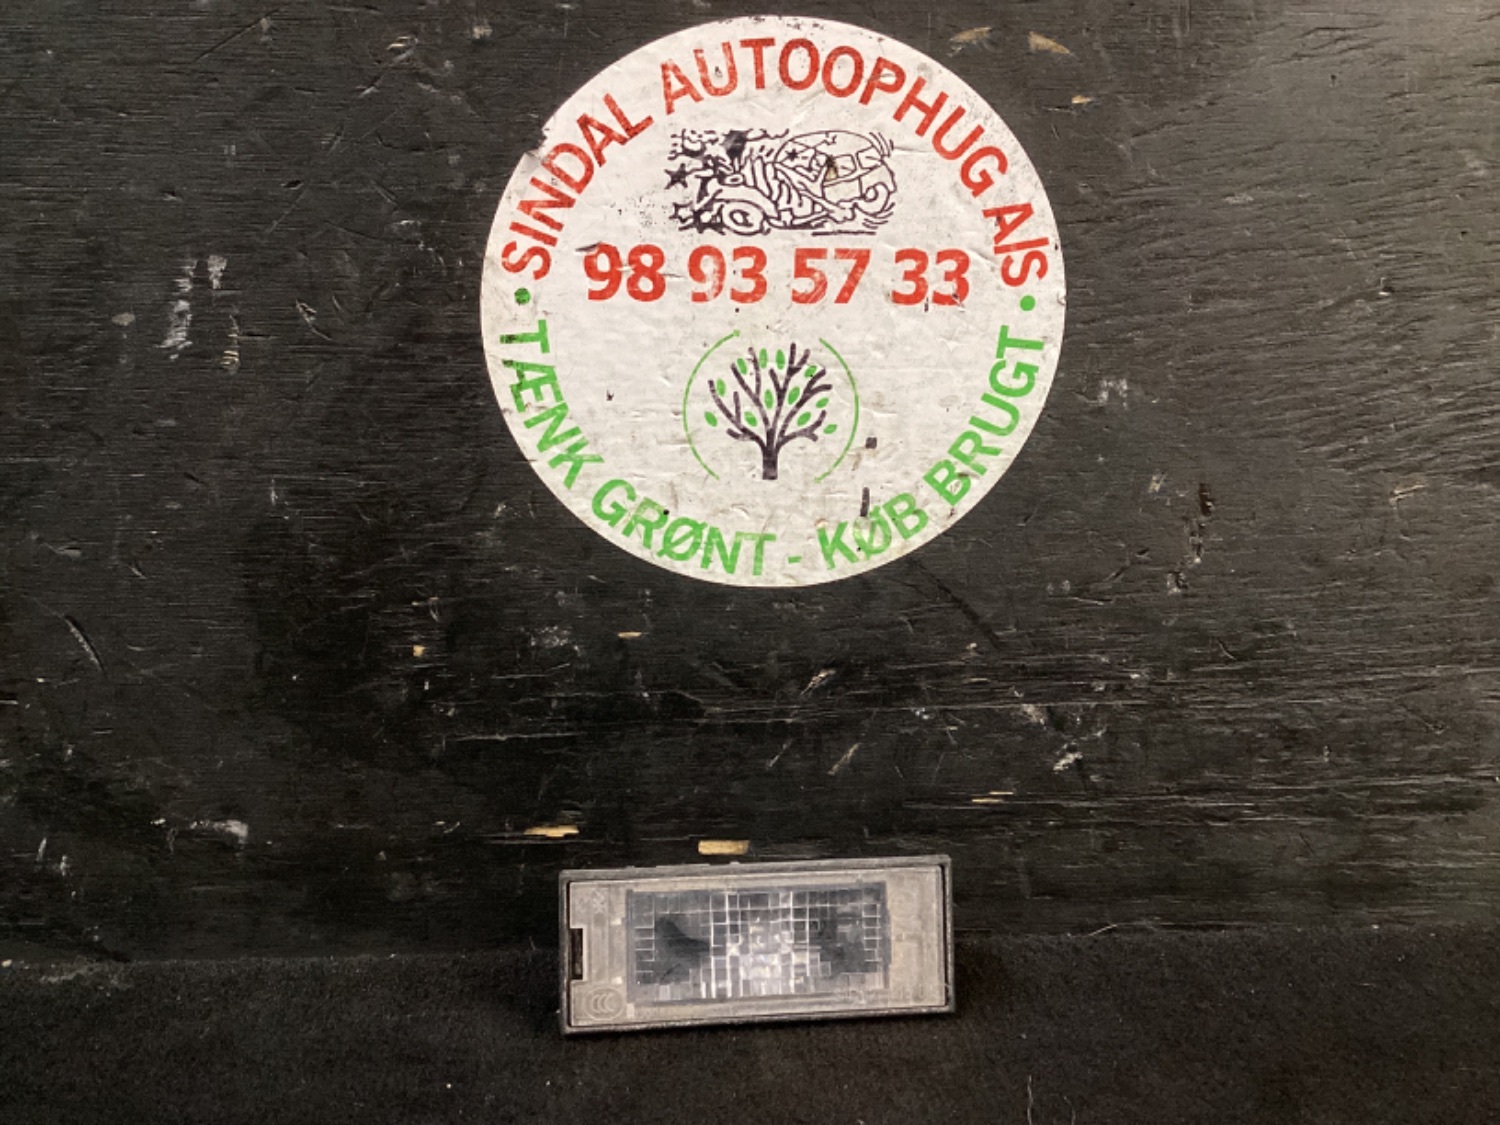 SINDAL AUTOOPHUG A/S
98 93 57 33
TÆNK GRØNT - KØB BRUGT